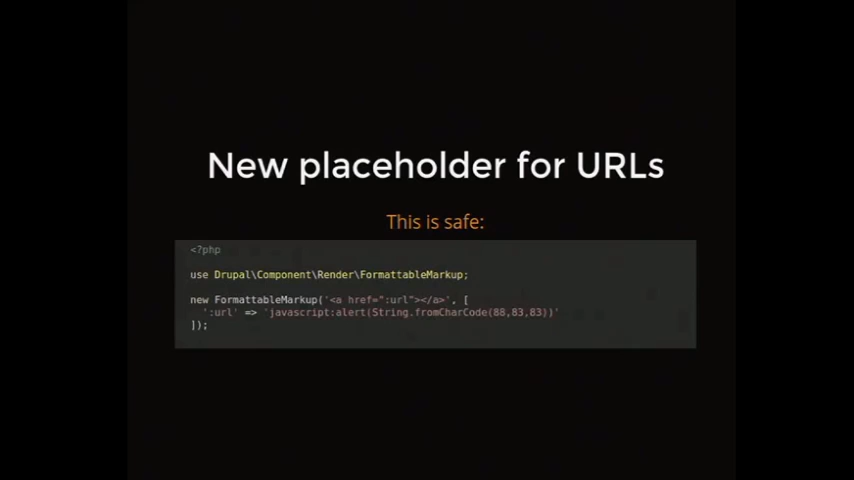 New placeholder for URLs
This is safe:
<?php
use Drupal\Component\Render\FormattableMarkup;
new FormattableMarkup('<a href=":url"></a>', [
':url' => 'javascript:alert(String.fromCharCode(88,83,83))'
]);